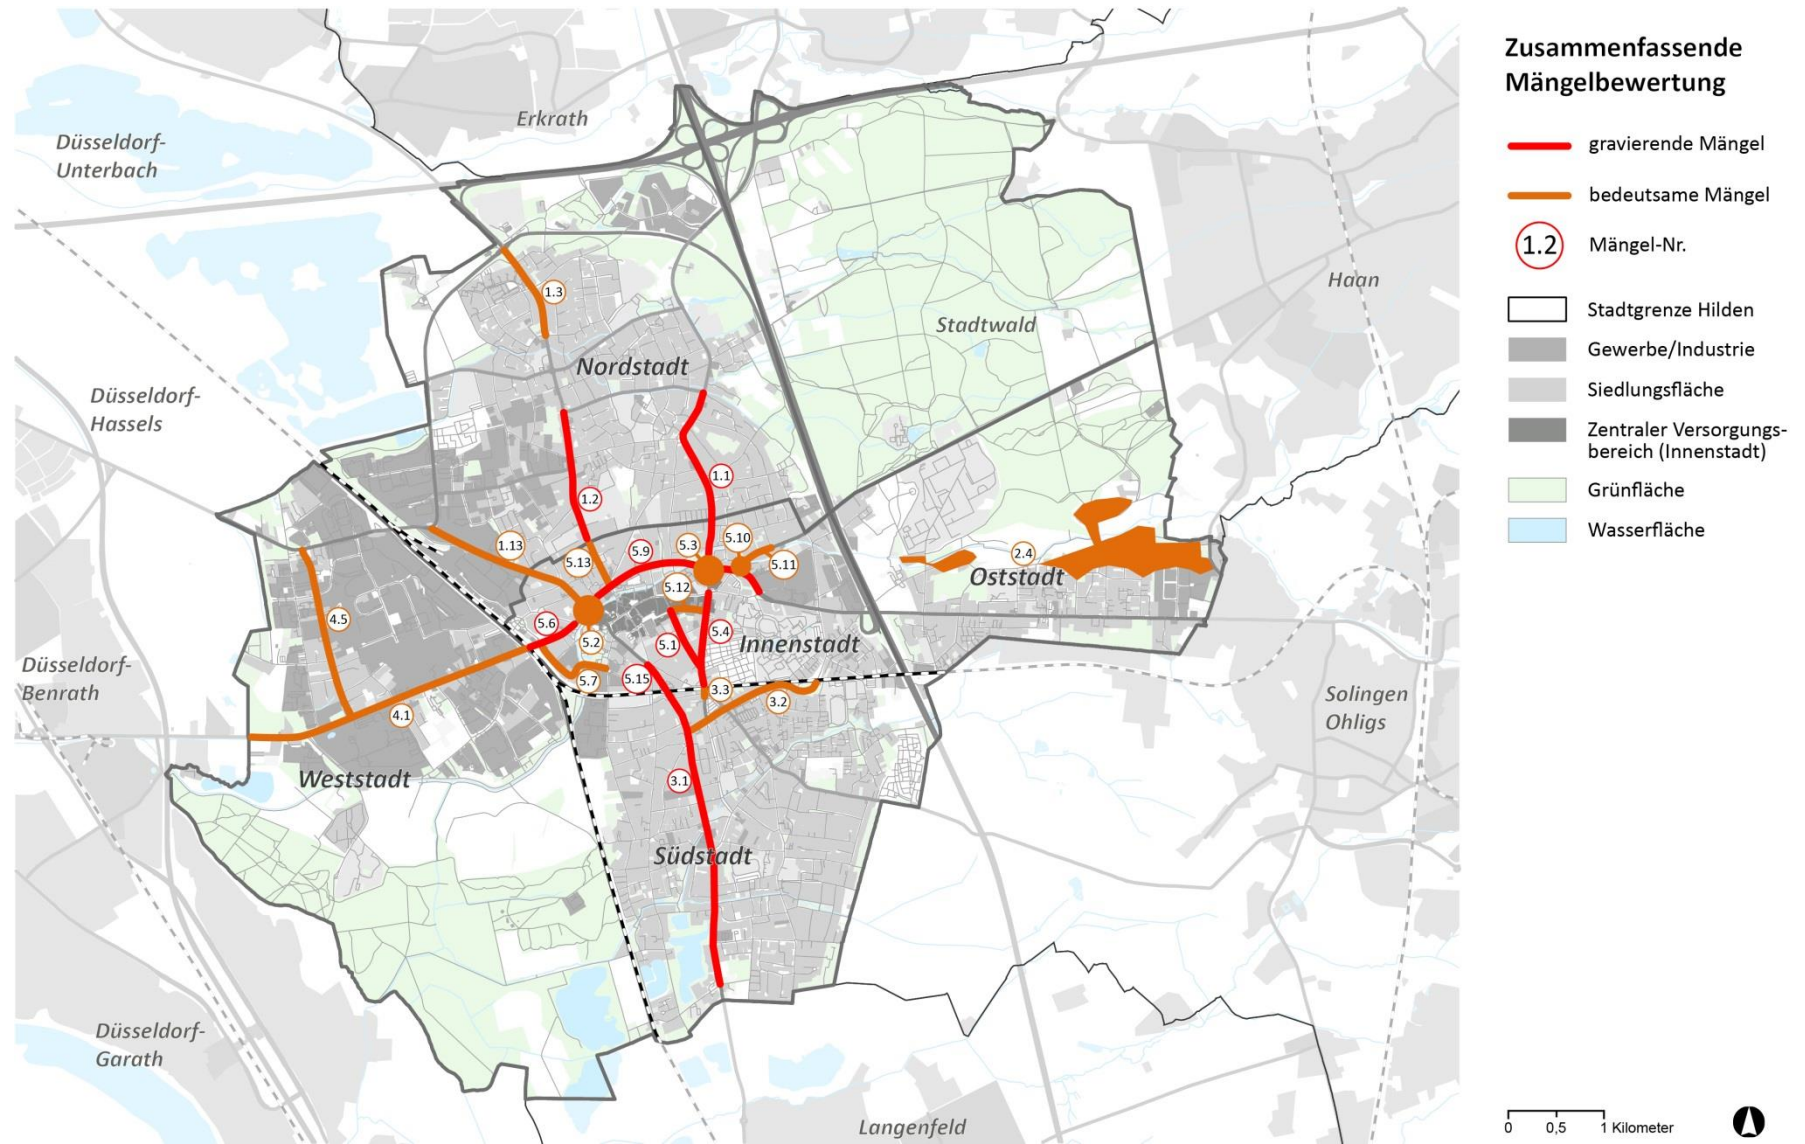 Zusammenfassende
Mängelbewertung
gravierende Mängel
bedeutsame Mängel
1.2
Mängel-Nr.
Stadtgrenze Hilden
Gewerbe/Industrie
Siedlungsfläche
Zentraler Versorgungs-
bereich (Innenstadt)
Grünfläche
Wasserfläche
0 0,5 1 Kilometer
Erkrath
Düsseldorf-
Unterbach
Haan
1.3
Stadtwald
Nordstadt
Düsseldorf-
Hassels
1.1
1.2
1.13
5.13
5.9
5.3
5.10
5.11
2.4
Oststadt
5.12
4.5
5.6
5.2
5.1
5.4
Innenstadt
Düsseldorf-
Benrath
5.7
5.15
3.3
3.2
Solingen
Ohligs
4.1
Weststadt
3.1
Südstadt
Düsseldorf-
Garath
Langenfeld